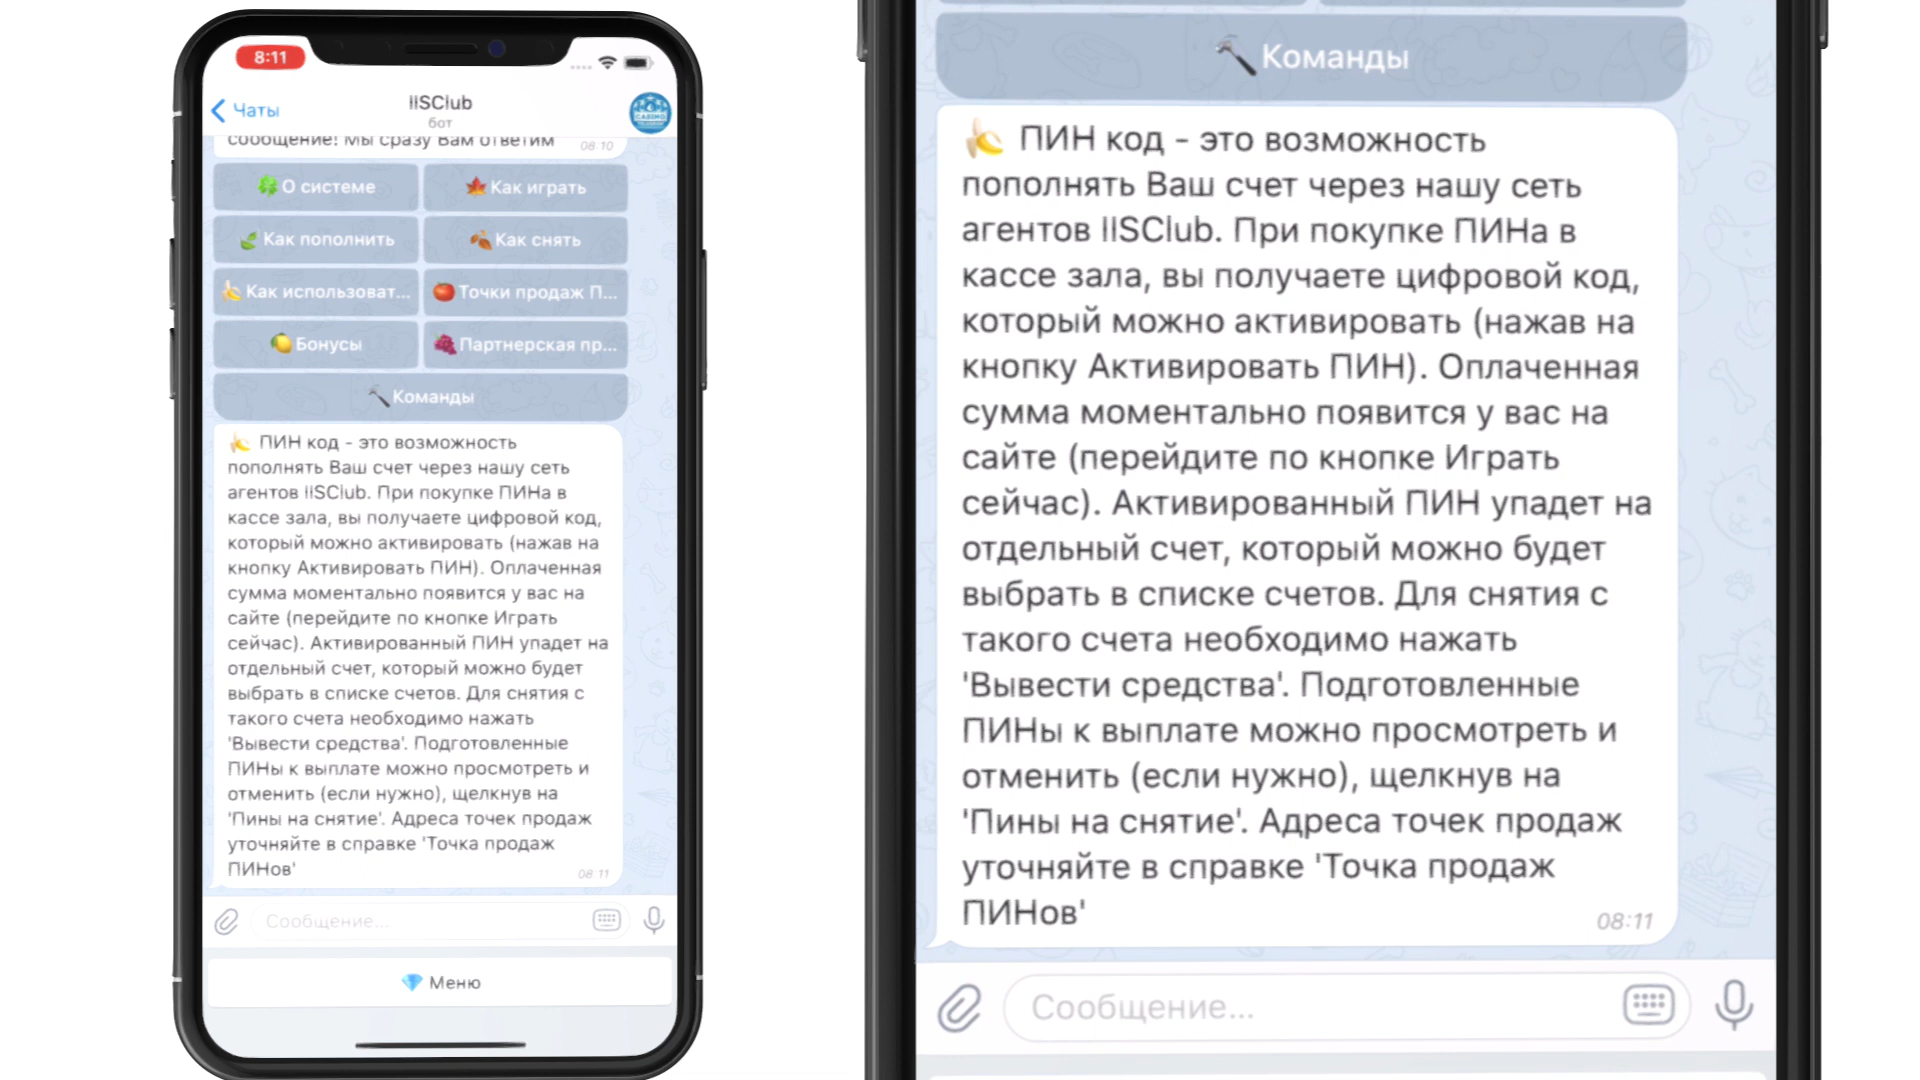 8:11
Чаты
IISClub
бот
сообщение! Мы сразу Вам ответим 08:10
О системе
Как играть
Как пополнить
Как снять
Как использоват...
Точки продаж П...
Бонусы
Партнерская пр...
Команды
ПИН код - это возможность
пополнять Ваш счет через нашу сеть
агентов IISClub. При покупке ПИНа в
кассе зала, вы получаете цифровой код,
который можно активировать (нажав на
кнопку Активировать ПИН). Оплаченная
сумма моментально появится у вас на
сайте (перейдите по кнопке Играть
сейчас). Активированный ПИН упадет на
отдельный счет, который можно будет
выбрать в списке счетов. Для снятия с
такого счета необходимо нажать
'Вывести средства'. Подготовленные
ПИНы к выплате можно просмотреть и
отменить (если нужно), щелкнув на
'Пины на снятие'. Адреса точек продаж
уточняйте в справке 'Точка продаж
ПИНов' 08:11
Сообщение...
Меню
Команды
ПИН код - это возможность
пополнять Ваш счет через нашу сеть
агентов IISClub. При покупке ПИНа в
кассе зала, вы получаете цифровой код,
который можно активировать (нажав на
кнопку Активировать ПИН). Оплаченная
сумма моментально появится у вас на
сайте (перейдите по кнопке Играть
сейчас). Активированный ПИН упадет на
отдельный счет, который можно будет
выбрать в списке счетов. Для снятия с
такого счета необходимо нажать
'Вывести средства'. Подготовленные
ПИНы к выплате можно просмотреть и
отменить (если нужно), щелкнув на
'Пины на снятие'. Адреса точек продаж
уточняйте в справке 'Точка продаж
ПИНов' 08:11
Сообщение...